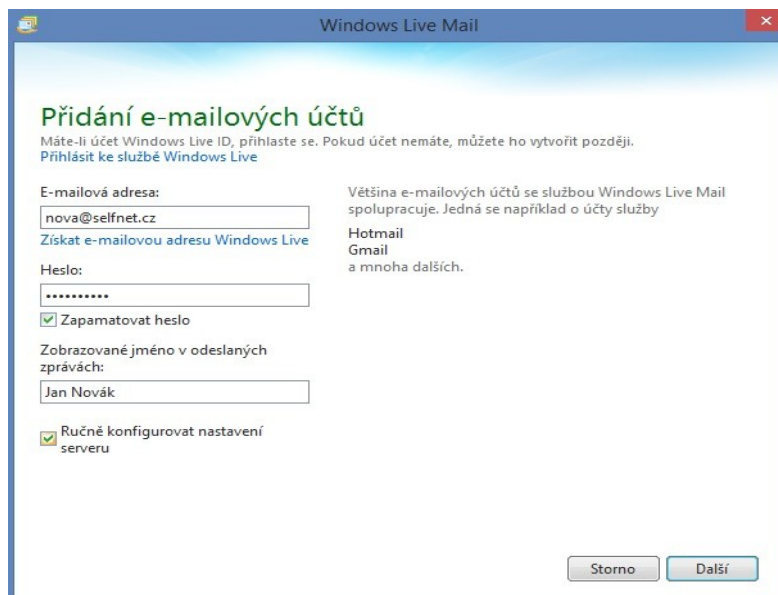 Windows Live Mail
Přidání e-mailových účtů
Máte-li účet Windows Live ID, přihlaste se. Pokud účet nemáte, můžete ho vytvořit později.
Přihlásit ke službě Windows Live
E-mailová adresa:
nova@selfnet.cz
Získat e-mailovou adresu Windows Live
Heslo:
••••••••••
Zapamatovat heslo
Zobrazované jméno v odeslaných
zprávách:
Jan Novák
Ručně konfigurovat nastavení
serveru
Většina e-mailových účtů se službou Windows Live Mail
spolupracuje. Jedná se například o účty služby
Hotmail
Gmail
a mnoha dalších.
Storno
Další